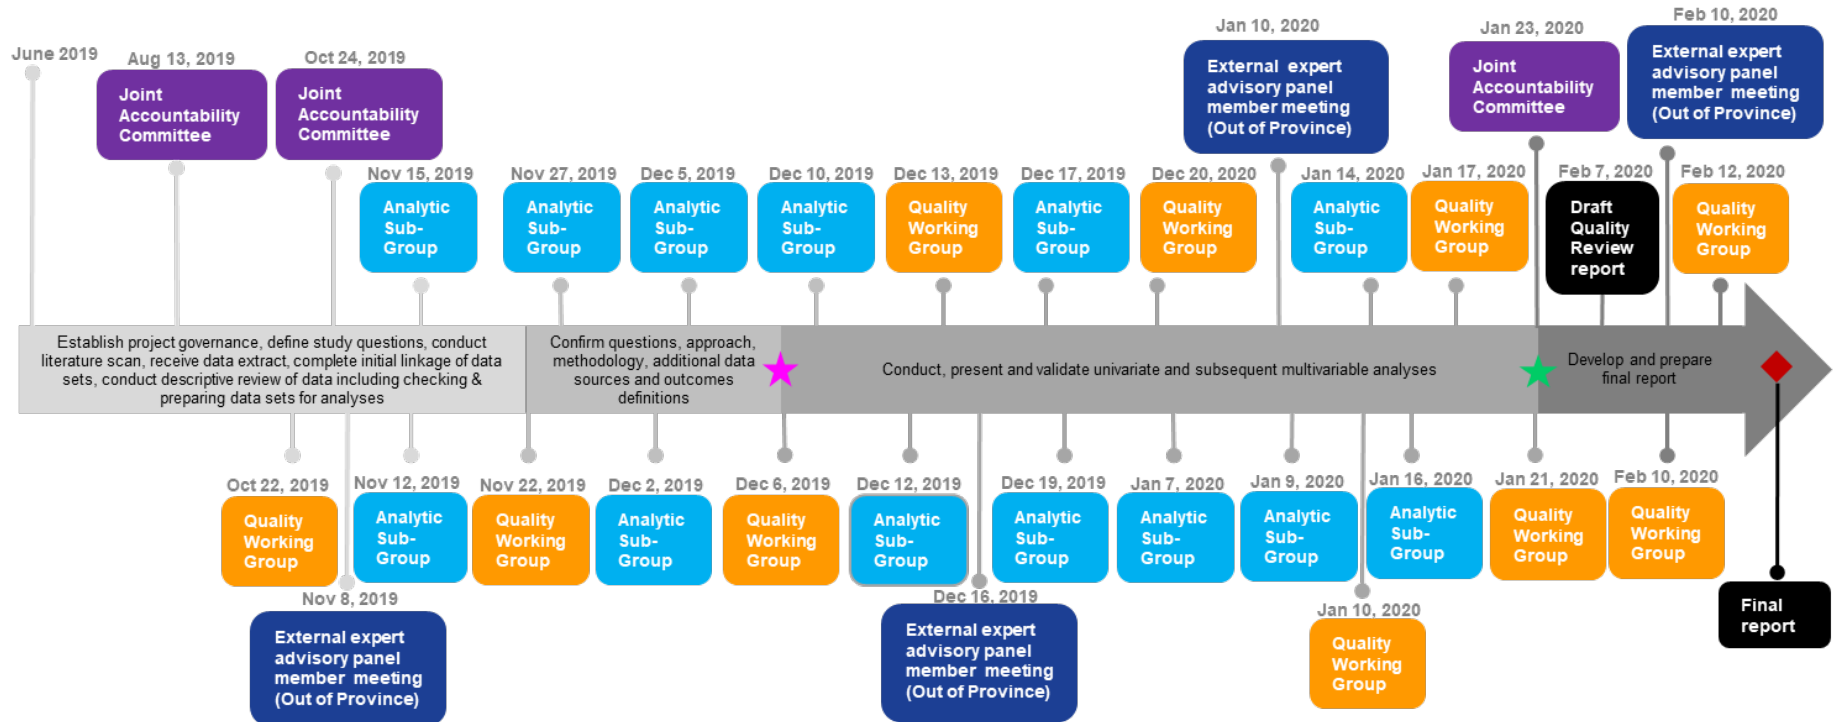 June 2019
Aug 13, 2019
Joint
Accountability
Committee
Oct 24, 2019
Joint
Accountability
Committee
Jan 10, 2020
External expert
advisory panel
member meeting
(Out of Province)
Jan 23, 2020
Joint
Accountability
Committee
Feb 10, 2020
External expert
advisory panel
member meeting
(Out of Province)
Nov 15, 2019
Analytic
Sub-
Group
Nov 27, 2019
Analytic
Sub-
Group
Dec 5, 2019
Analytic
Sub-
Group
Dec 10, 2019
Analytic
Sub-
Group
Dec 13, 2019
Quality
Working
Group
Dec 17, 2019
Analytic
Sub-
Group
Dec 20, 2020
Quality
Working
Group
Jan 14, 2020
Analytic
Sub-
Group
Jan 17, 2020
Quality
Working
Group
Feb 7, 2020
Draft
Quality
Review
report
Feb 12, 2020
Quality
Working
Group
Establish project governance, define study questions, conduct
literature scan, receive data extract, complete initial linkage of data
sets, conduct descriptive review of data including checking &
preparing data sets for analyses
Confirm questions, approach,
methodology, additional data
sources and outcomes
definitions
Conduct, present and validate univariate and subsequent multivariable analyses
Develop and prepare
final report
Oct 22, 2019
Quality
Working
Group
Nov 12, 2019
Analytic
Sub-
Group
Nov 22, 2019
Quality
Working
Group
Dec 2, 2019
Analytic
Sub-
Group
Dec 6, 2019
Quality
Working
Group
Dec 12, 2019
Analytic
Sub-
Group
Dec 19, 2019
Analytic
Sub-
Group
Jan 7, 2020
Analytic
Sub-
Group
Jan 9, 2020
Analytic
Sub-
Group
Jan 16, 2020
Analytic
Sub-
Group
Jan 21, 2020
Quality
Working
Group
Feb 10, 2020
Quality
Working
Group
Nov 8, 2019
External expert
advisory panel
member meeting
(Out of Province)
Dec 16, 2019
External expert
advisory panel
member meeting
(Out of Province)
Jan 10, 2020
Quality
Working
Group
Final
report